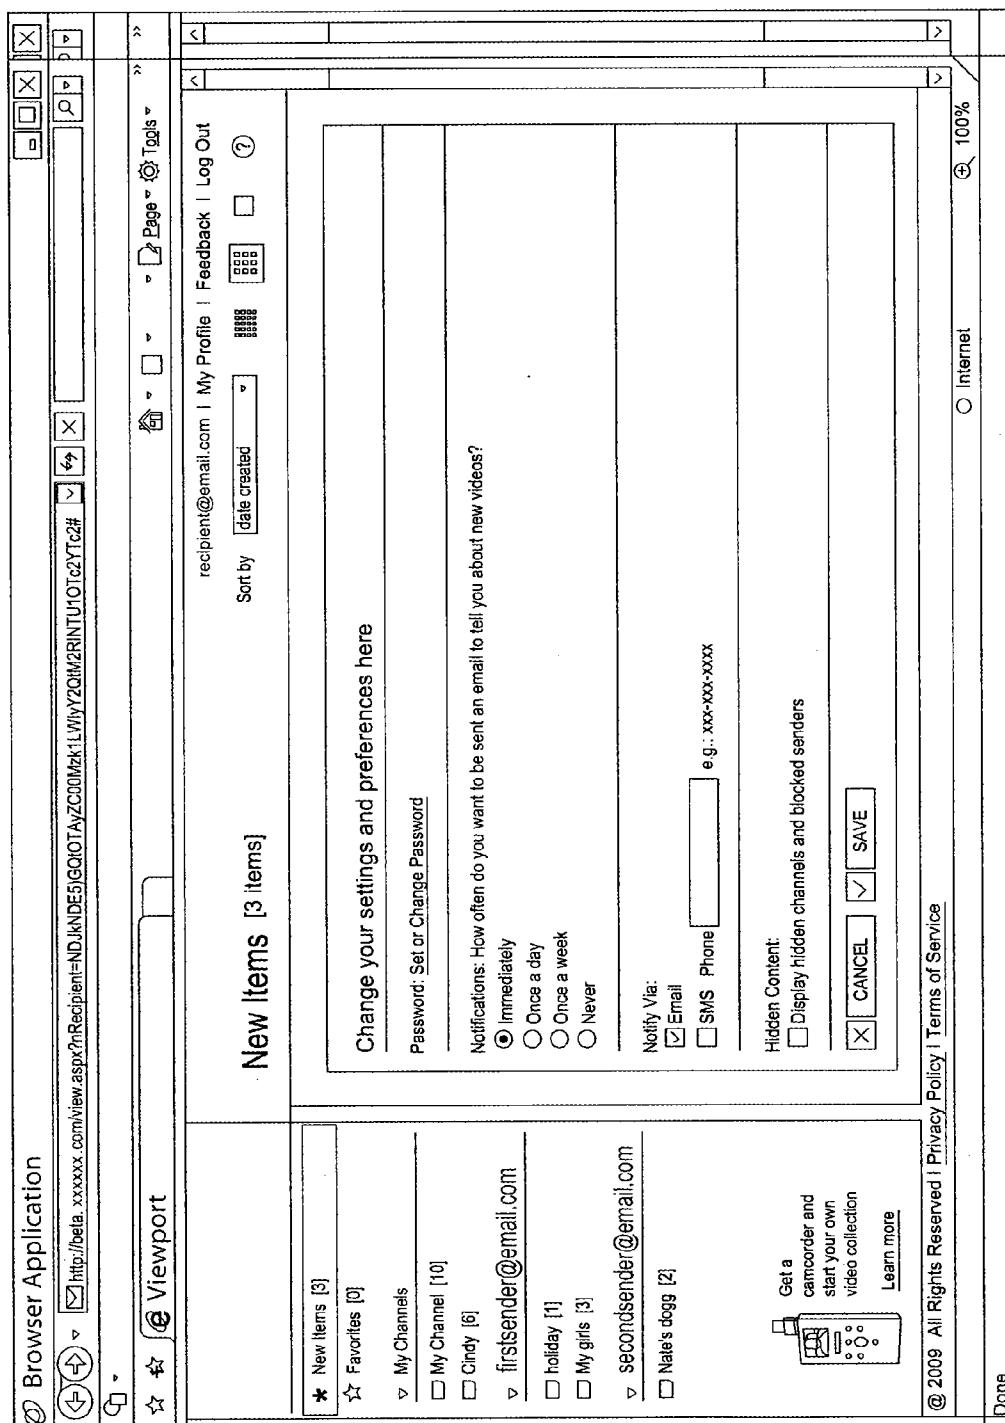 Browser Application
http://beta. xxxxxx .com/view.aspx?nRecipient=
Page Tools
Viewport
recipient@email.com | My Profile | Feedback | Log Out
New Items [3 items]
Sort by date created
?
New Items [3]
Favorites [0]
My Channels
My Channel [10]
Cindy [6]
firstsender@email.com
holiday [1]
My girls [3]
secondsender@email.com
Nate's dogg [2]
Get a
camcorder and
start your own
video collection
Learn more
Change your settings and preferences here
Password: Set or Change Password
Notifications: How often do you want to be sent an email to tell you about new videos?
Immediately
Once a day
Once a week
Never
Notify Via:
Email
SMS Phone e.g.: xxx-xxx-xxxx
Hidden Content:
Display hidden channels and blocked senders
CANCEL SAVE
@ 2009 All Rights Reserved | Privacy Policy | Terms of Service
Done
Internet 100%